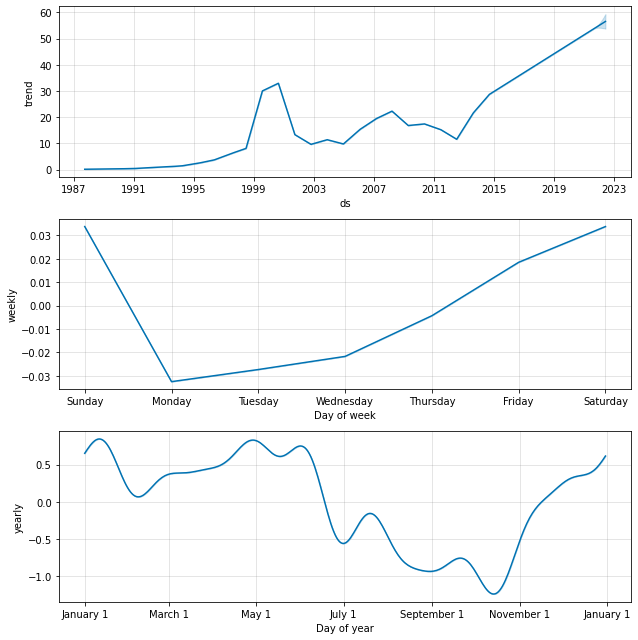 60
50
40
30
20
10
0
trend
1987 1991 1995 1999 2003 2007 2011 2015 2019 2023
ds
0.03
0.02
0.01
0.00
−0.01
−0.02
−0.03
weekly
Sunday Monday Tuesday Wednesday Thursday Friday Saturday
Day of week
0.5
0.0
−0.5
−1.0
yearly
January 1 March 1 May 1 July 1 September 1 November 1 January 1
Day of year